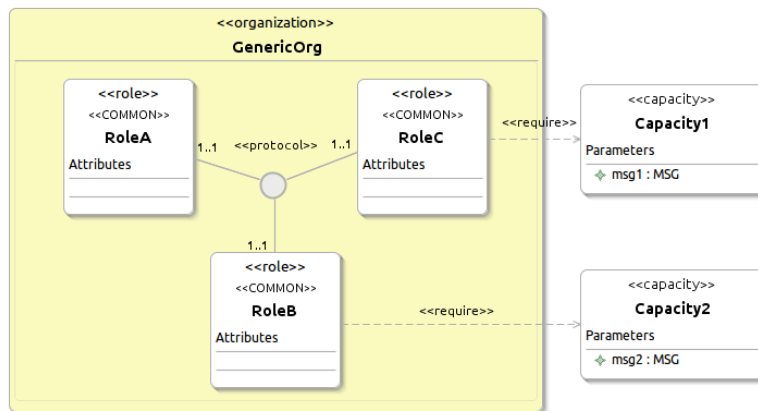 <<organization>>
GenericOrg
<<role>>
<<COMMON>>
RoleA
Attributes
1..1
<<protocol>>
1..1
<<role>>
<<COMMON>>
RoleC
Attributes
<<require>>
<<capacity>>
Capacity1
Parameters
msg1 : MSG
1..1
<<role>>
<<COMMON>>
RoleB
Attributes
<<require>>
<<capacity>>
Capacity2
Parameters
msg2 : MSG